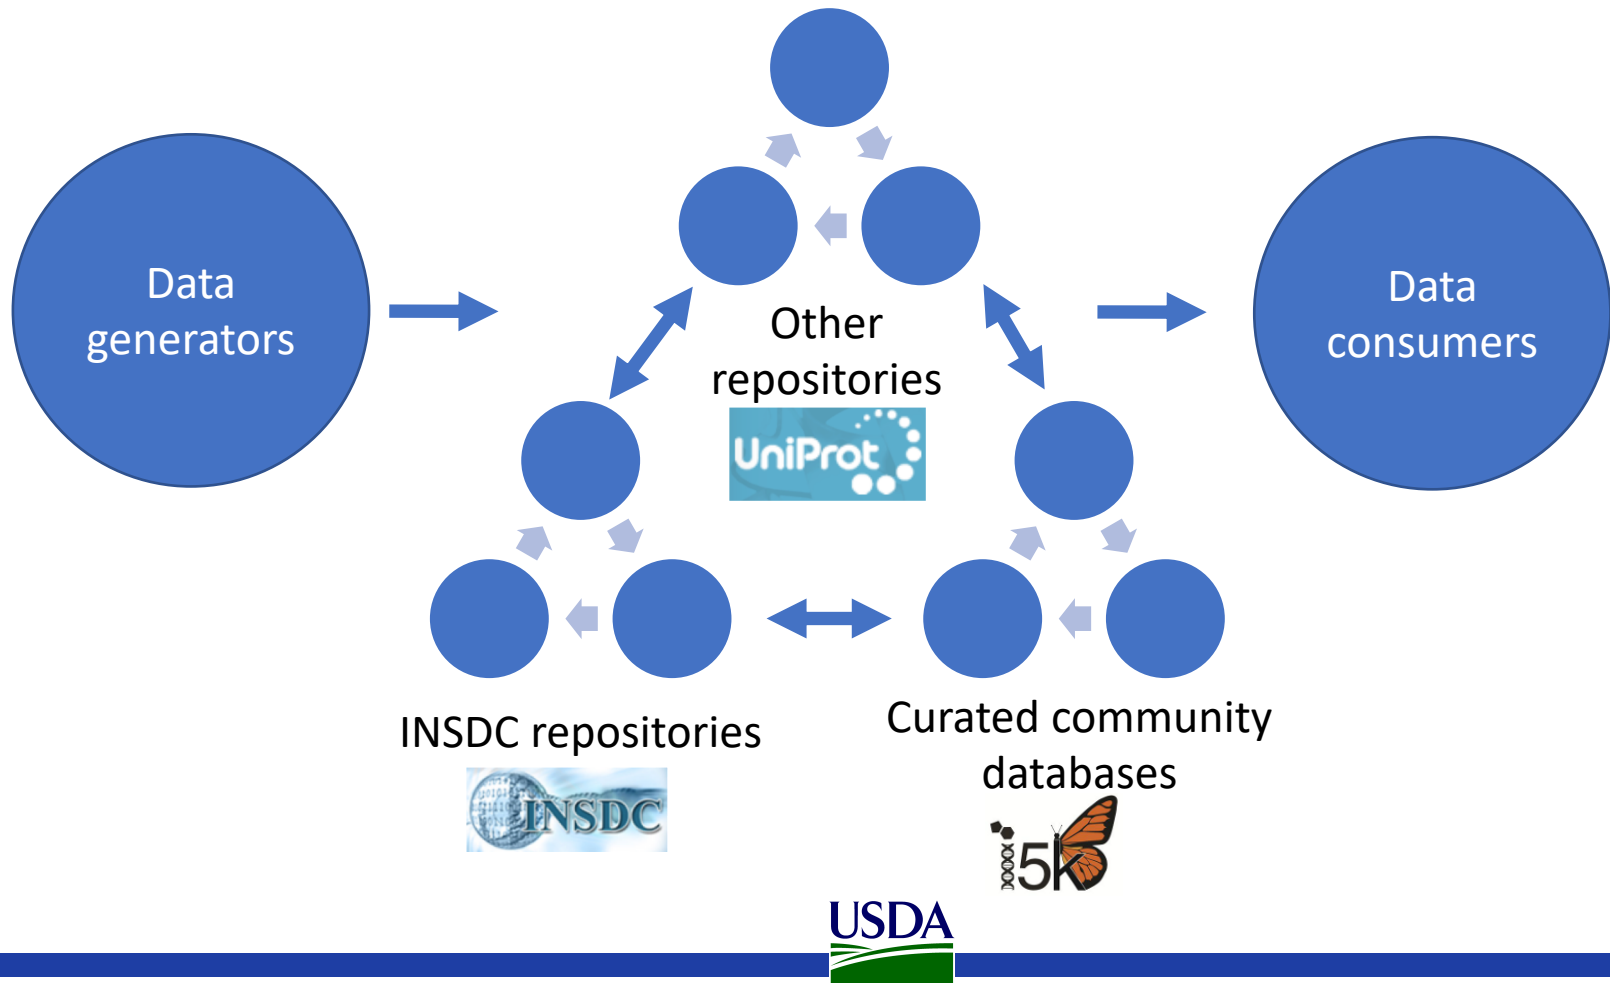 Data
generators
Other
repositories
UniProt
Data
consumers
INSDC repositories
INSDC
Curated community
databases
i5k
USDA